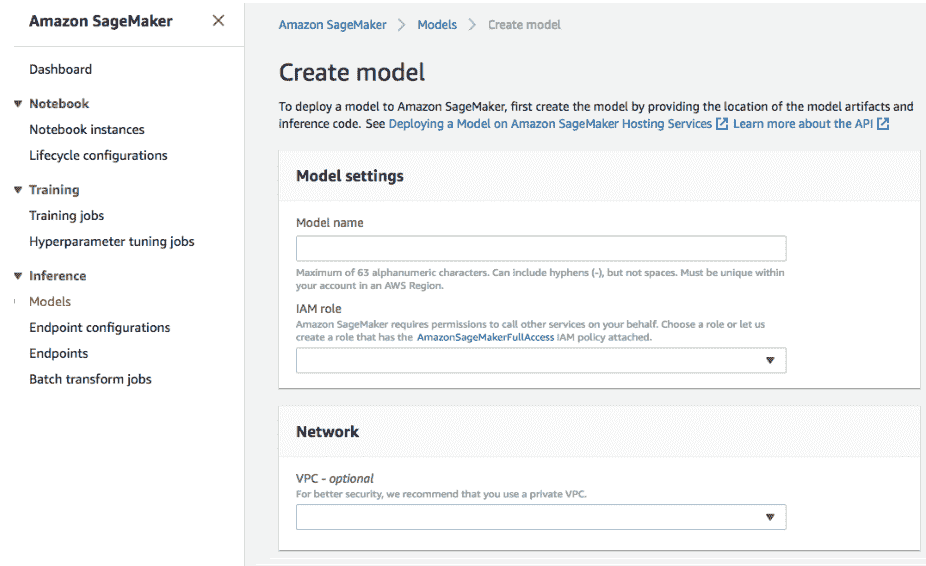 Amazon SageMaker
Dashboard
Notebook
Notebook instances
Lifecycle configurations
Training
Training jobs
Hyperparameter tuning jobs
Inference
Models
Endpoint configurations
Endpoints
Batch transform jobs
Amazon SageMaker > Models > Create model
Create model
To deploy a model to Amazon SageMaker, first create the model by providing the location of the model artifacts and
inference code. See Deploying a Model on Amazon SageMaker Hosting Services Learn more about the API
Model settings
Model name
Maximum of 63 alphanumeric characters. Can include hyphens (-), but not spaces. Must be unique within
your account in an AWS Region.
IAM role
Amazon SageMaker requires permissions to call other services on your behalf. Choose a role or let us
create a role that has the AmazonSageMakerFullAccess IAM policy attached.
Network
VPC - optional
For better security, we recommend that you use a private VPC.